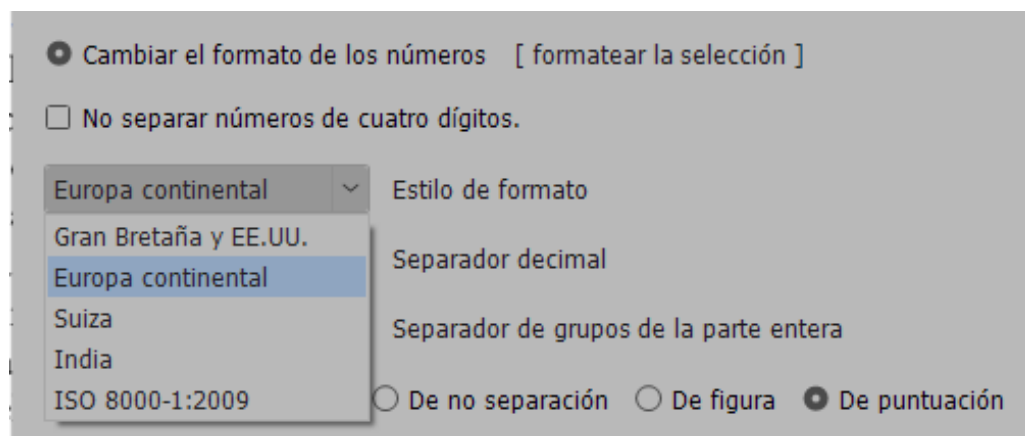 Cambiar el formato de los números [ formatear la selección ]
No separar números de cuatro dígitos.
Europa continental Estilo de formato
Gran Bretaña y EE.UU.
Europa continental Separador decimal
Suiza
Separador de grupos de la parte entera
India
ISO 8000-1:2009 De no separación De figura De puntuación